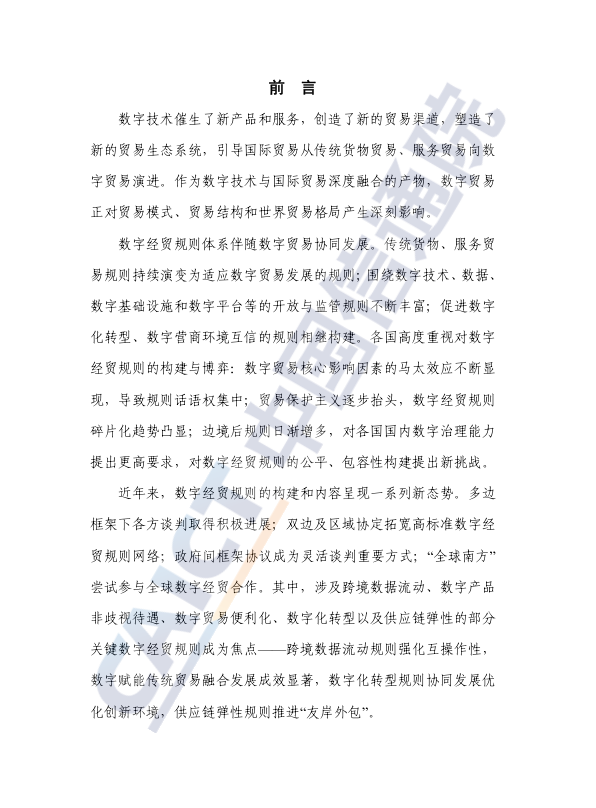 前 言
数字技术催生了新产品和服务，创造了新的贸易渠道，塑造了
新的贸易生态系统，引导国际贸易从传统货物贸易、服务贸易向数
字贸易演进。作为数字技术与国际贸易深度融合的产物，数字贸易
正对贸易模式、贸易结构和世界贸易格局产生深刻影响。
数字经贸规则体系伴随数字贸易协同发展。传统货物、服务贸
易规则持续演变为适应数字贸易发展的规则；围绕数字技术、数据、
数字基础设施和数字平台等的开放与监管规则不断丰富；促进数字
化转型、数字营商环境互信的规则相继构建。各国高度重视对数字
经贸规则的构建与博弈：数字贸易核心影响因素的马太效应不断显
现，导致规则话语权集中；贸易保护主义逐步抬头，数字经贸规则
碎片化趋势凸显；边境后规则日渐增多，对各国国内数字治理能力
提出更高要求，对数字经贸规则的公平、包容性构建提出新挑战。
近年来，数字经贸规则的构建和内容呈现一系列新态势。多边
框架下各方谈判取得积极进展；双边及区域协定拓宽高标准数字经
贸规则网络；政府间框架协议成为灵活谈判重要方式；“全球南方”
尝试参与全球数字经贸合作。其中，涉及跨境数据流动、数字产品
非歧视待遇、数字贸易便利化、数字化转型以及供应链弹性的部分
关键数字经贸规则成为焦点——跨境数据流动规则强化互操作性，
数字赋能传统贸易融合发展成效显著，数字化转型规则协同发展优
化创新环境，供应链弹性规则推进“友岸外包”。
CAICT 中国信通院